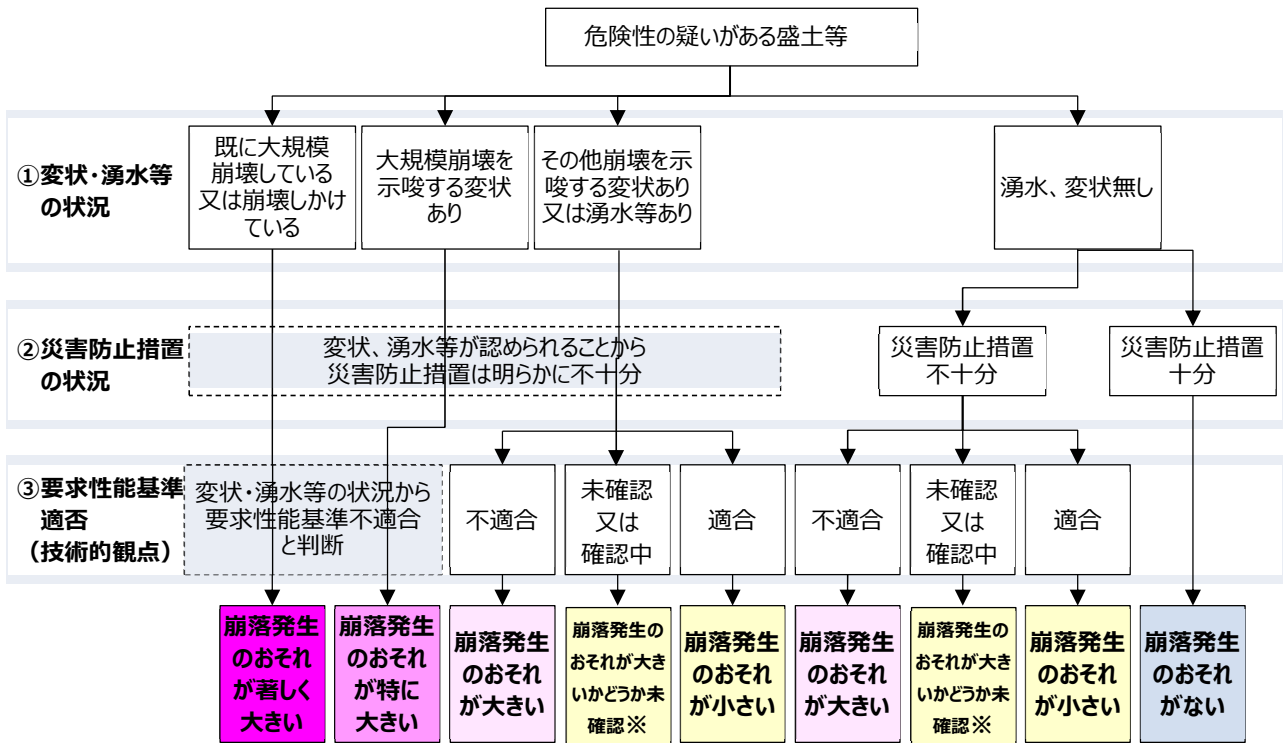 危険性の疑いがある盛土等
①変状・湧水等
の状況
既に大規模
崩壊している
又は崩壊しかけ
ている
大規模崩壊を
示唆する変状
あり
その他崩壊を示
唆する変状あり
又は湧水等あり
湧水、変状無し
②災害防止措置
の状況
変状、湧水等が認められることから
災害防止措置は明らかに不十分
災害防止措置
不十分
災害防止措置
十分
③要求性能基準
適否
（技術的観点）
変状・湧水等の状況から
要求性能基準不適合
と判断
不適合
未確認
又は
確認中
適合
不適合
未確認
又は
確認中
適合
崩落発生
のおそれ
が著しく
大きい
崩落発生
のおそれ
が特に
大きい
崩落発生
のおそれ
が大きい
崩落発生の
おそれが大き
いかどうか未
確認※
崩落発生
のおそれ
が小さい
崩落発生
のおそれ
が大きい
崩落発生の
おそれが大き
いかどうか未
確認※
崩落発生
のおそれ
が小さい
崩落発生
のおそれ
がない